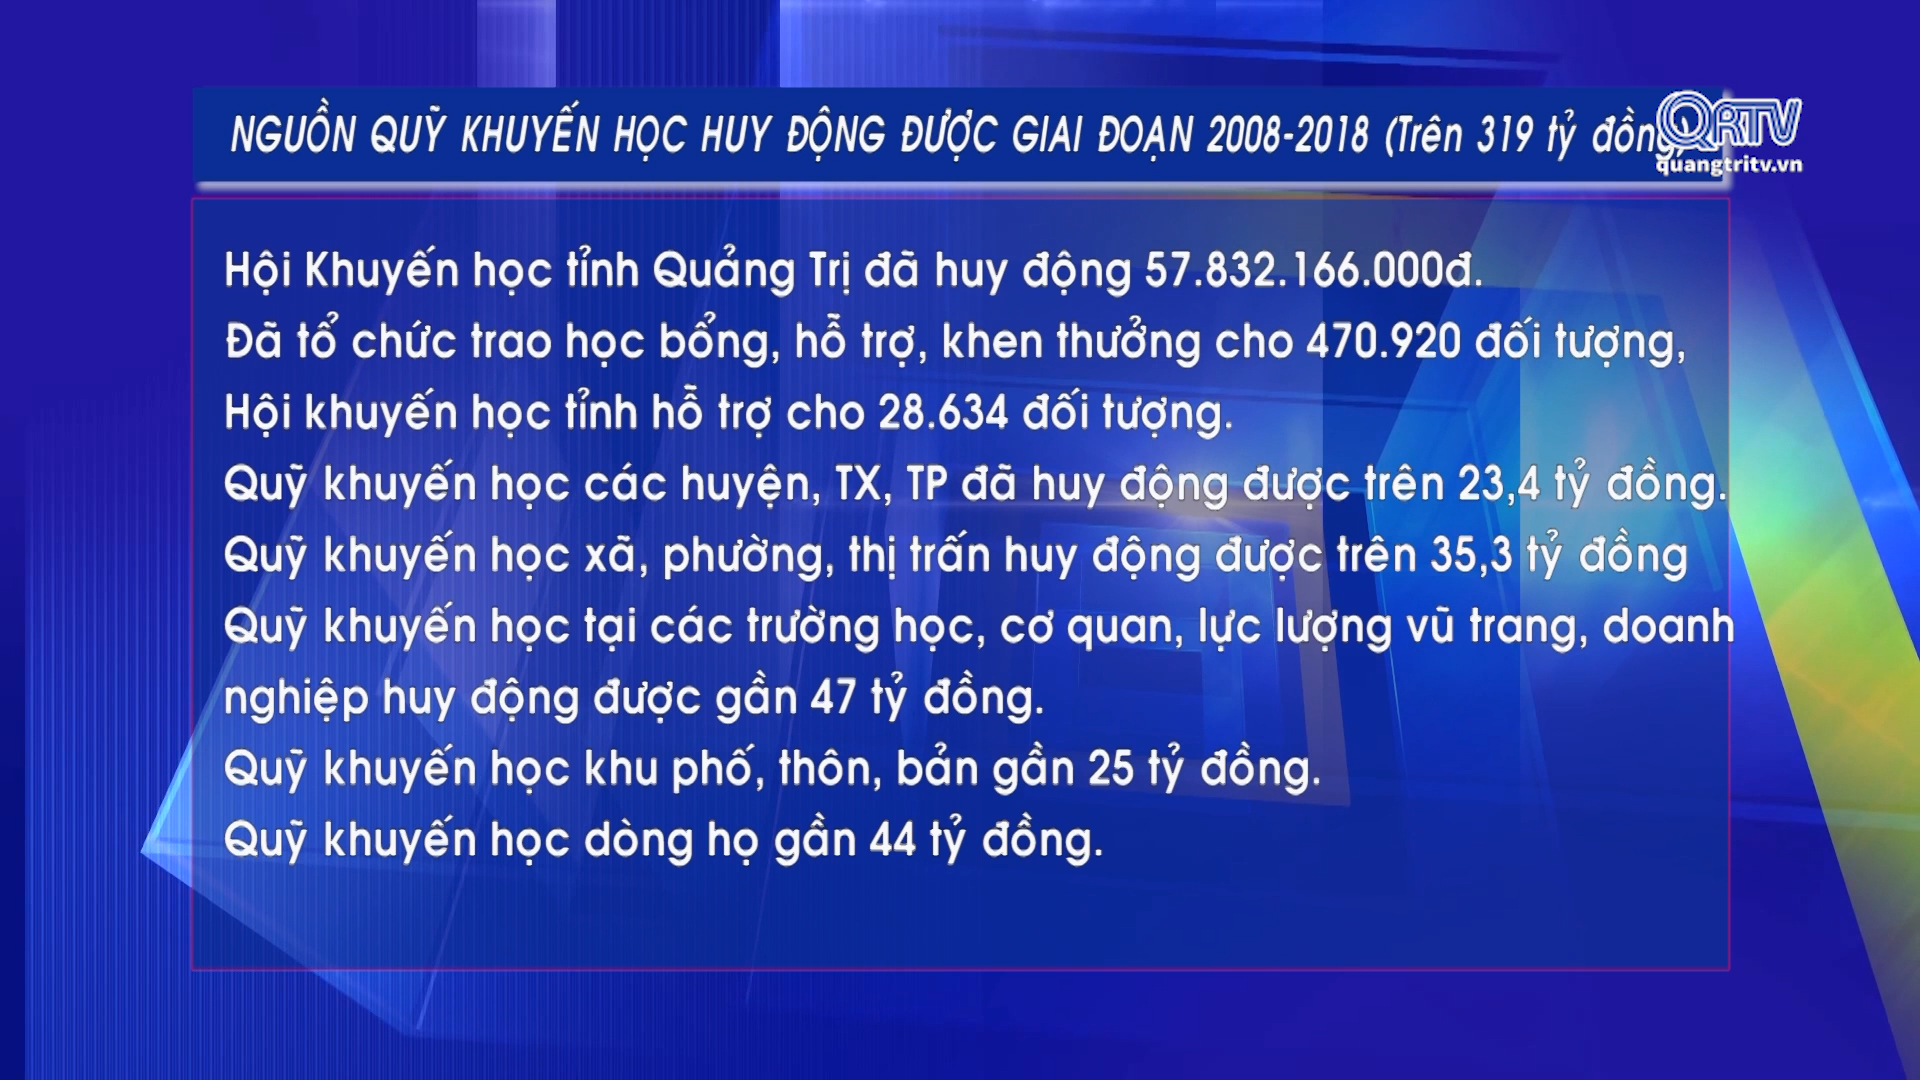 NGUỒN QUỸ KHUYẾN HỌC HUY ĐỘNG ĐƯỢC GIAI ĐOẠN 2008-2018 (Trên 319 tỷ đồng)
QRTV
quangtritv.vn
Hội Khuyến học tỉnh Quảng Trị đã huy động 57.832.166.000đ.
Đã tổ chức trao học bổng, hỗ trợ, khen thưởng cho 470.920 đối tượng,
Hội khuyến học tỉnh hỗ trợ cho 28.634 đối tượng.
Quỹ khuyến học các huyện, TX, TP đã huy động được trên 23,4 tỷ đồng.
Quỹ khuyến học xã, phường, thị trấn huy động được trên 35,3 tỷ đồng
Quỹ khuyến học tại các trường học, cơ quan, lực lượng vũ trang, doanh
nghiệp huy động được gần 47 tỷ đồng.
Quỹ khuyến học khu phố, thôn, bản gần 25 tỷ đồng.
Quỹ khuyến học dòng họ gần 44 tỷ đồng.